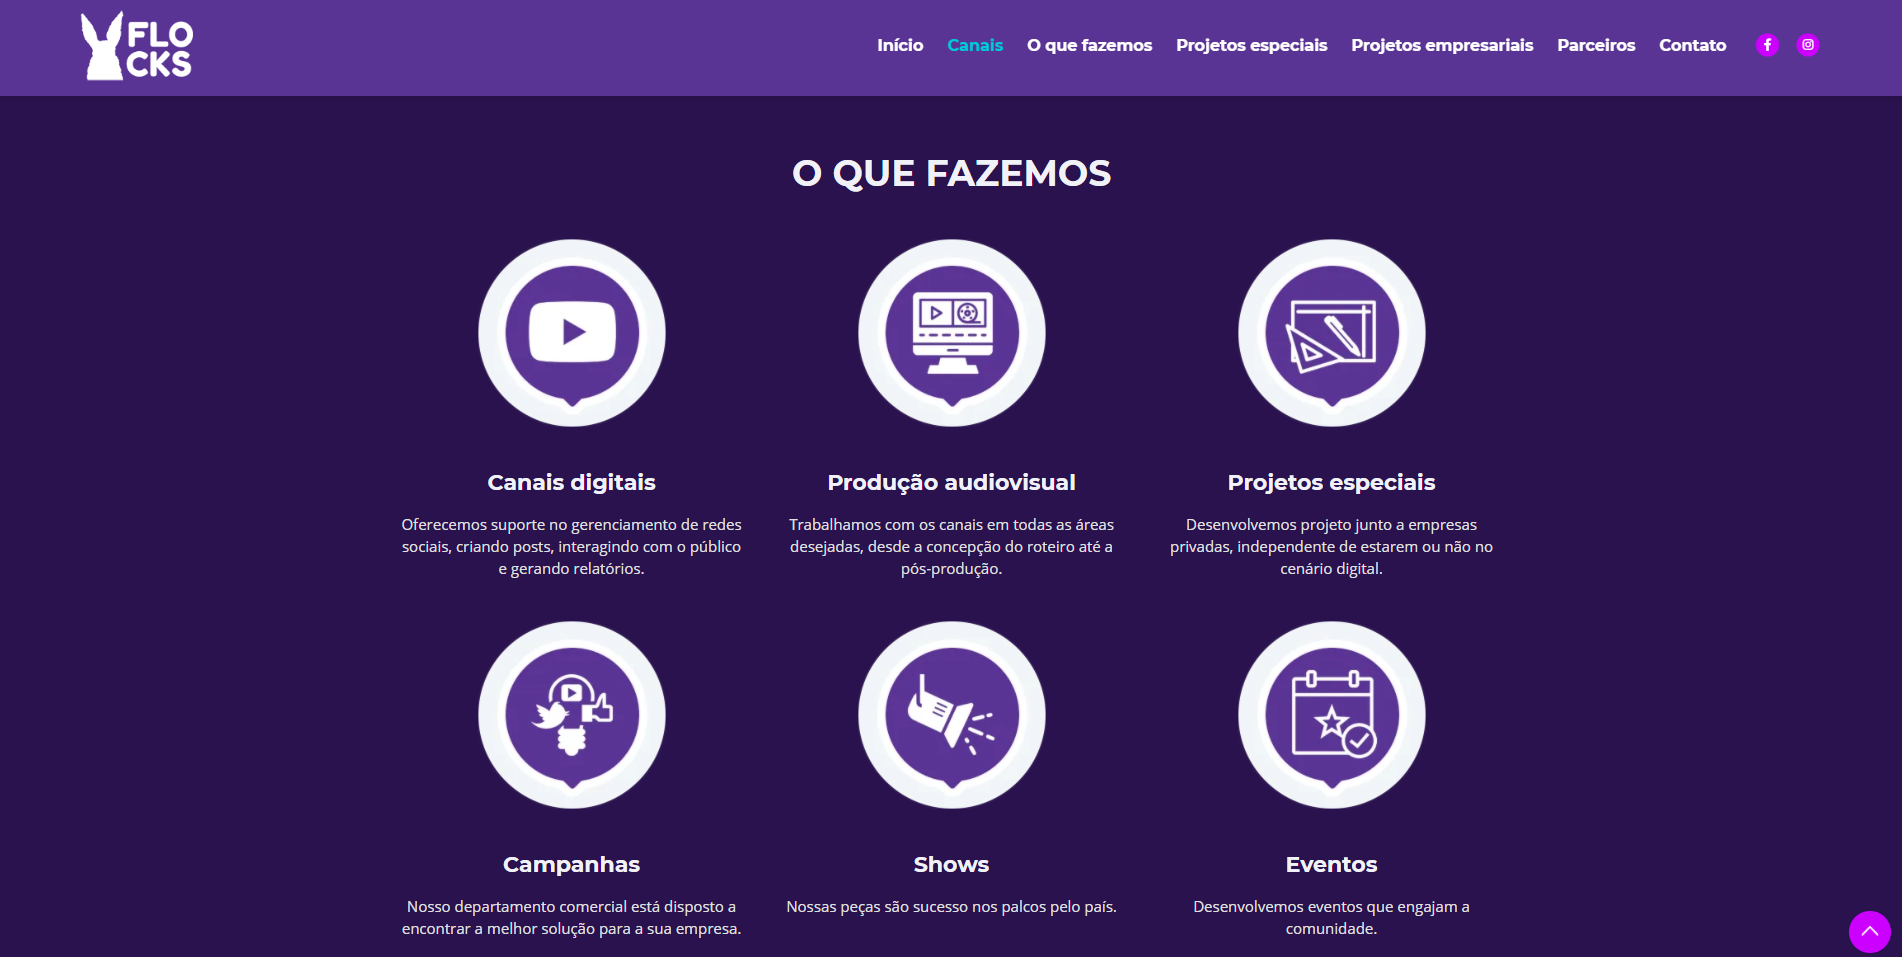 FLO
CKS
Início Canais O que fazemos Projetos especiais Projetos empresariais Parceiros Contato
O QUE FAZEMOS
Canais digitais
Oferecemos suporte no gerenciamento de redes
sociais, criando posts, interagindo com o público
e gerando relatórios.
Produção audiovisual
Trabalhamos com os canais em todas as áreas
desejadas, desde a concepção do roteiro até a
pós-produção.
Projetos especiais
Desenvolvemos projeto junto a empresas
privadas, independente de estarem ou não no
cenário digital.
Campanhas
Nosso departamento comercial está disposto a
encontrar a melhor solução para a sua empresa.
Shows
Nossas peças são sucesso nos palcos pelo país.
Eventos
Desenvolvemos eventos que engajam a
comunidade.